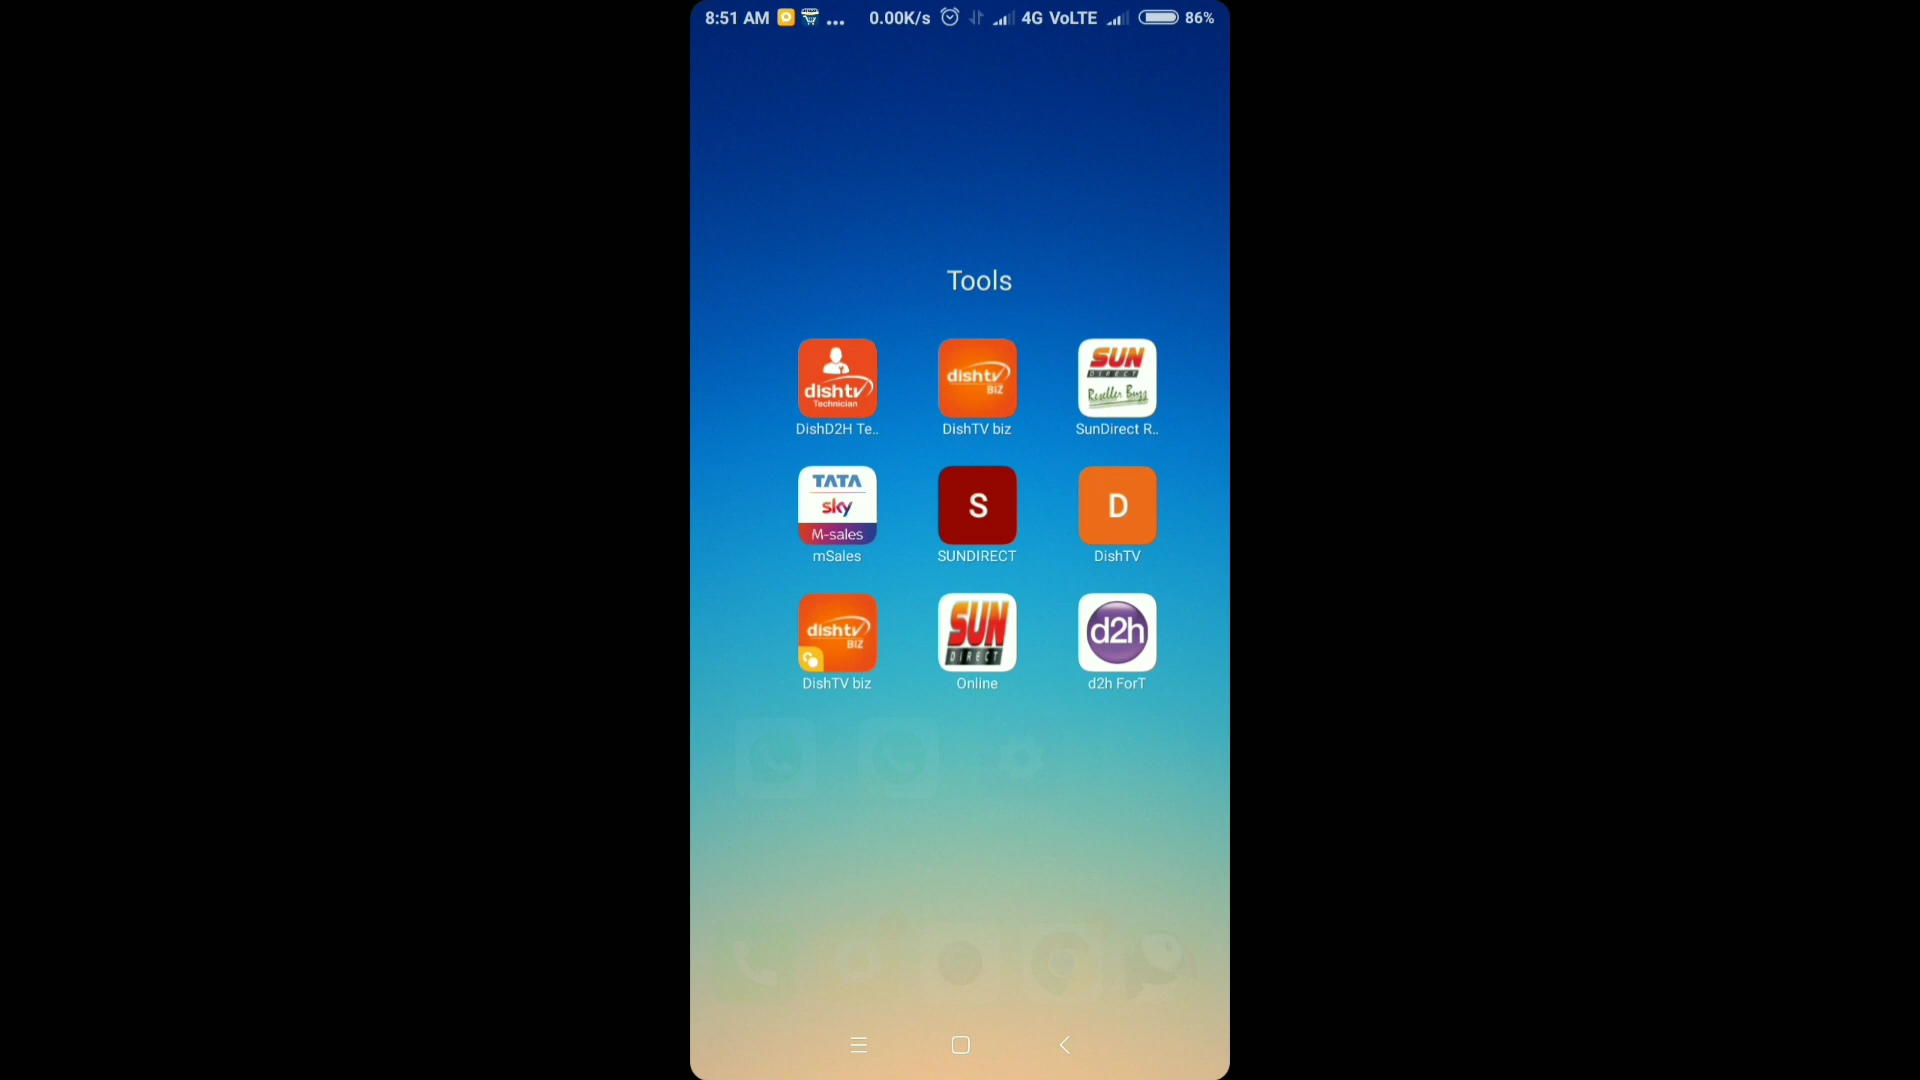 8:51 AM ... 0.00K/s 4G VoLTE 86%
Tools
dishtv
Technician
DishD2H Te..
dishtv
BIZ
DishTV biz
SUN
DIRECT
Reseller Buzz
SunDirect R..
TATA
sky
M-sales
mSales
S
SUNDIRECT
D
DishTV
dishtv
BIZ
DishTV biz
SUN
DIRECT
Online
d2h
d2h ForT